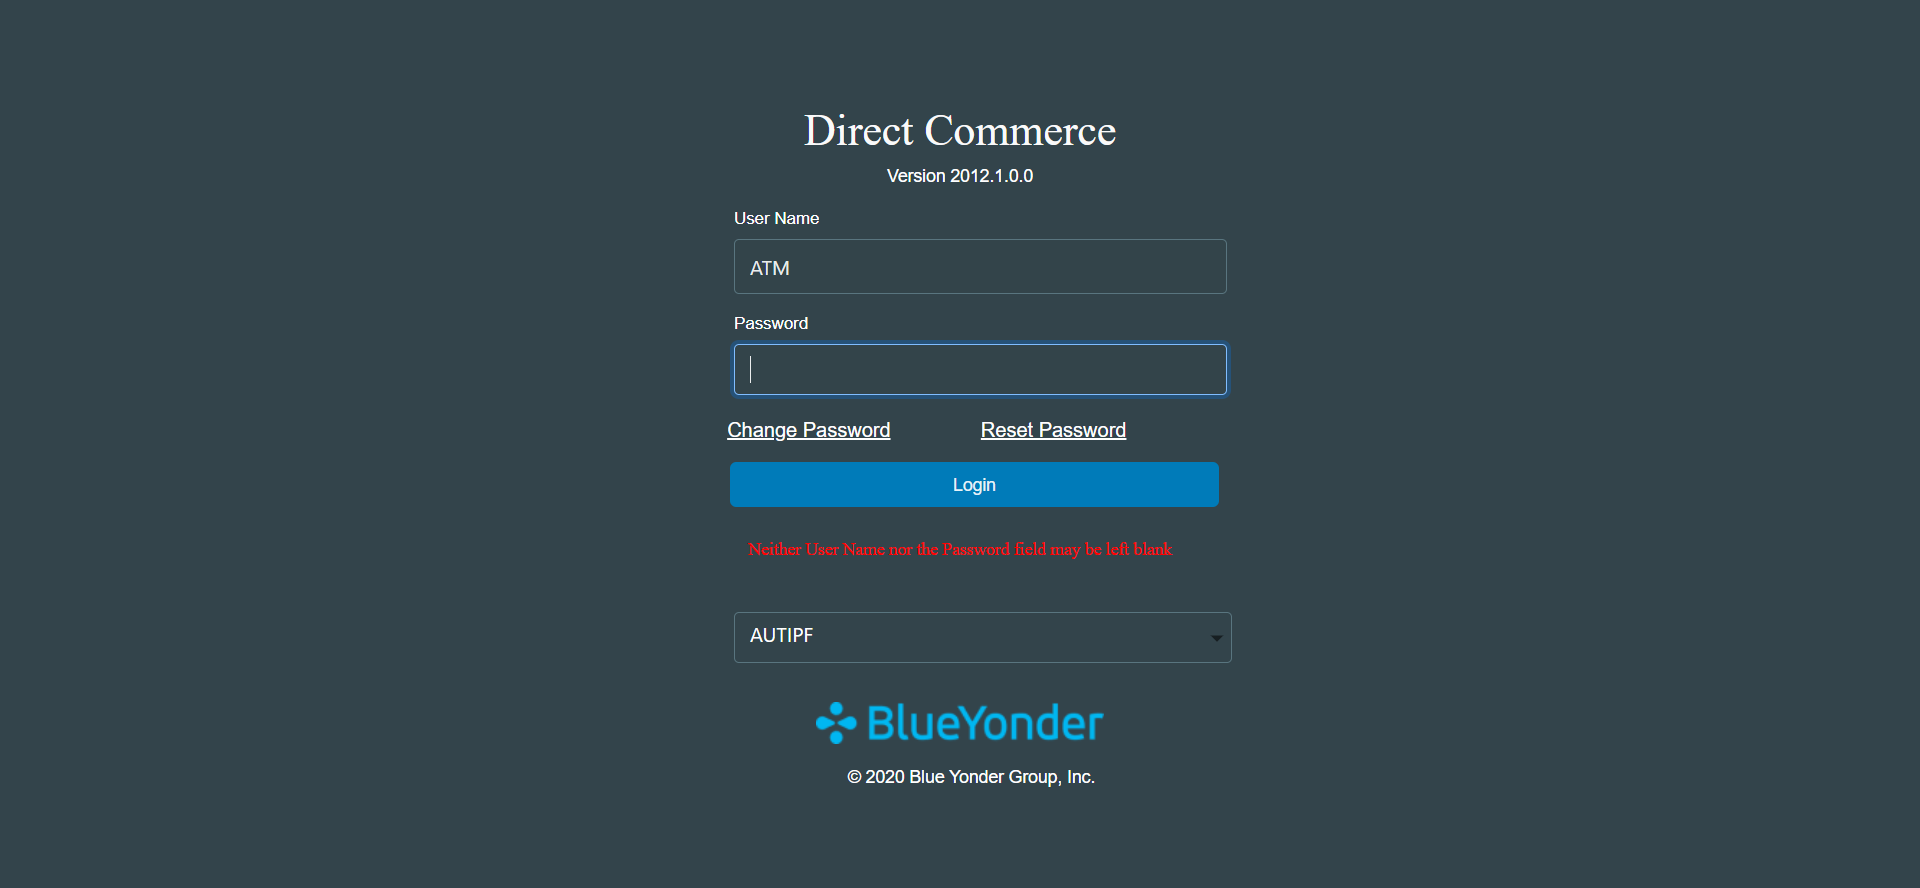 Direct Commerce
Version 2012.1.0.0
User Name
ATM
Password
Change Password Reset Password
Login
Neither User Name nor the Password field may be left blank
AUTIPF
BlueYonder
© 2020 Blue Yonder Group, Inc.